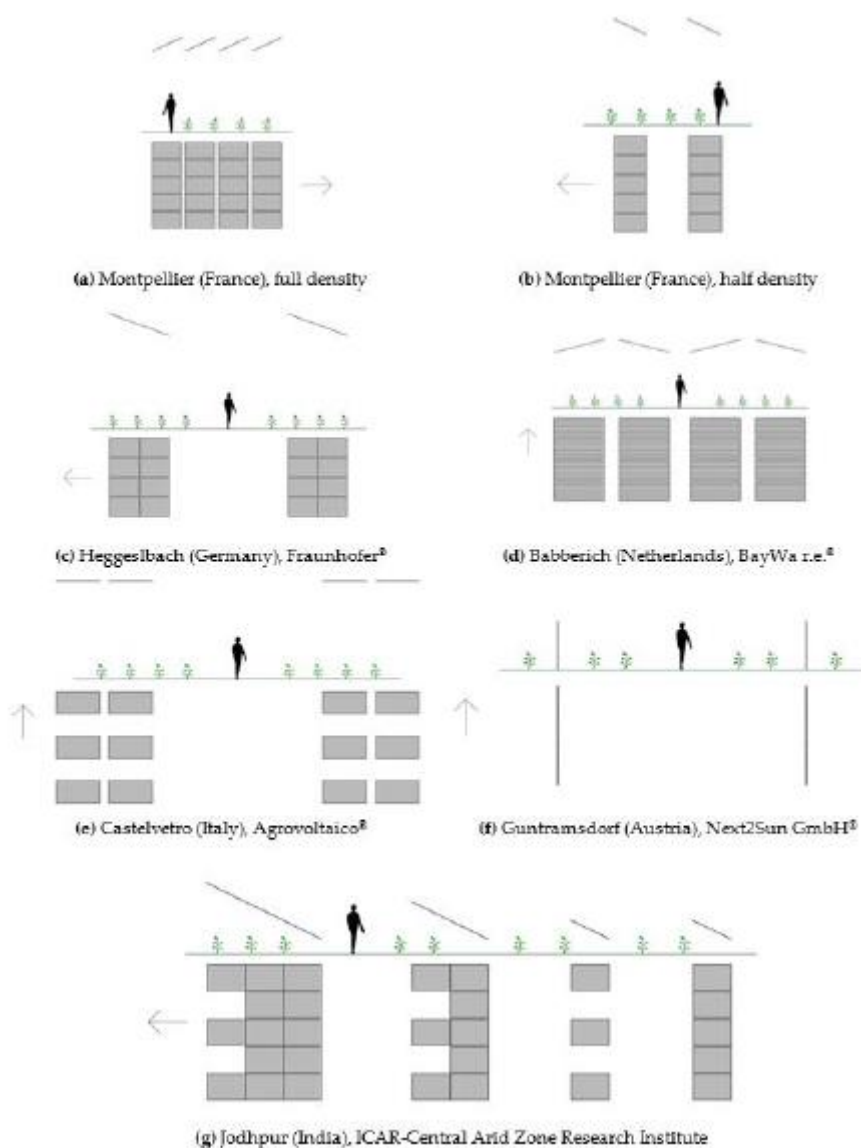 (a) Montpellier (France), full density
(b) Montpellier (France), half density
(c) Heggeslbach (Germany), Fraunhofer®
(d) Babberich (Netherlands), BayWa r.e.®
(e) Castelvetro (Italy), Agrovoltaico®
(f) Guntramsdorf (Austria), Next2Sun GmbH®
(g) Jodhpur (India), ICAR-Central Arid Zone Research Institute